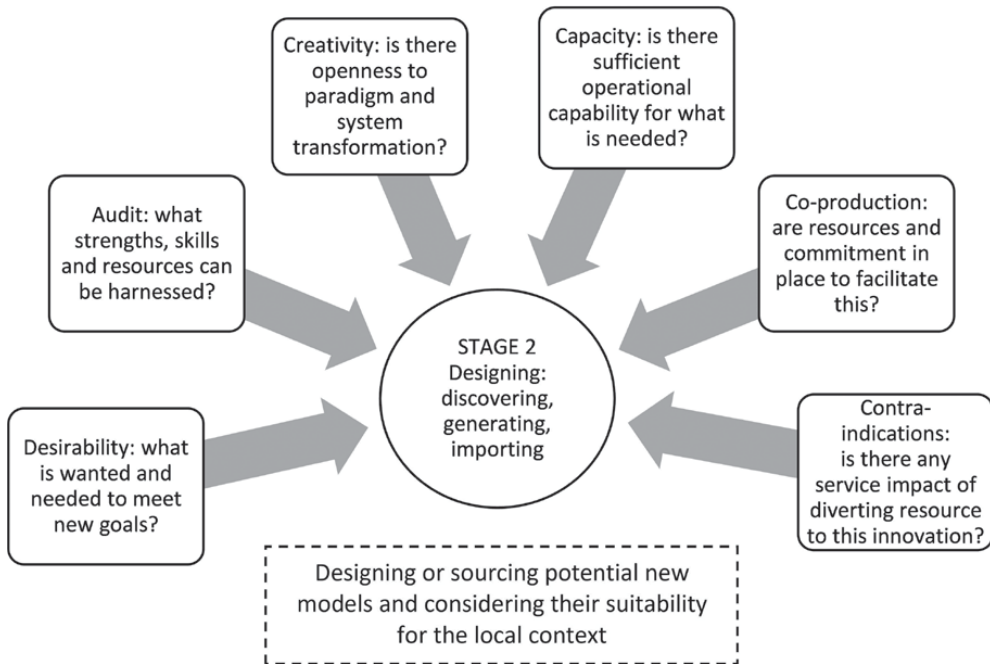 Creativity: is there
openness to
paradigm and
system
transformation?
Capacity: is there
sufficient
operational
capability for what
is needed?
Audit: what
strengths, skills
and resources can
be harnessed?
Co-production:
are resources and
commitment in
place to facilitate
this?
STAGE 2
Designing:
discovering,
generating,
importing
Desirability: what
is wanted and
needed to meet
new goals?
Contra-
indications:
is there any
service impact of
diverting resource
to this innovation?
Designing or sourcing potential new
models and considering their suitability
for the local context